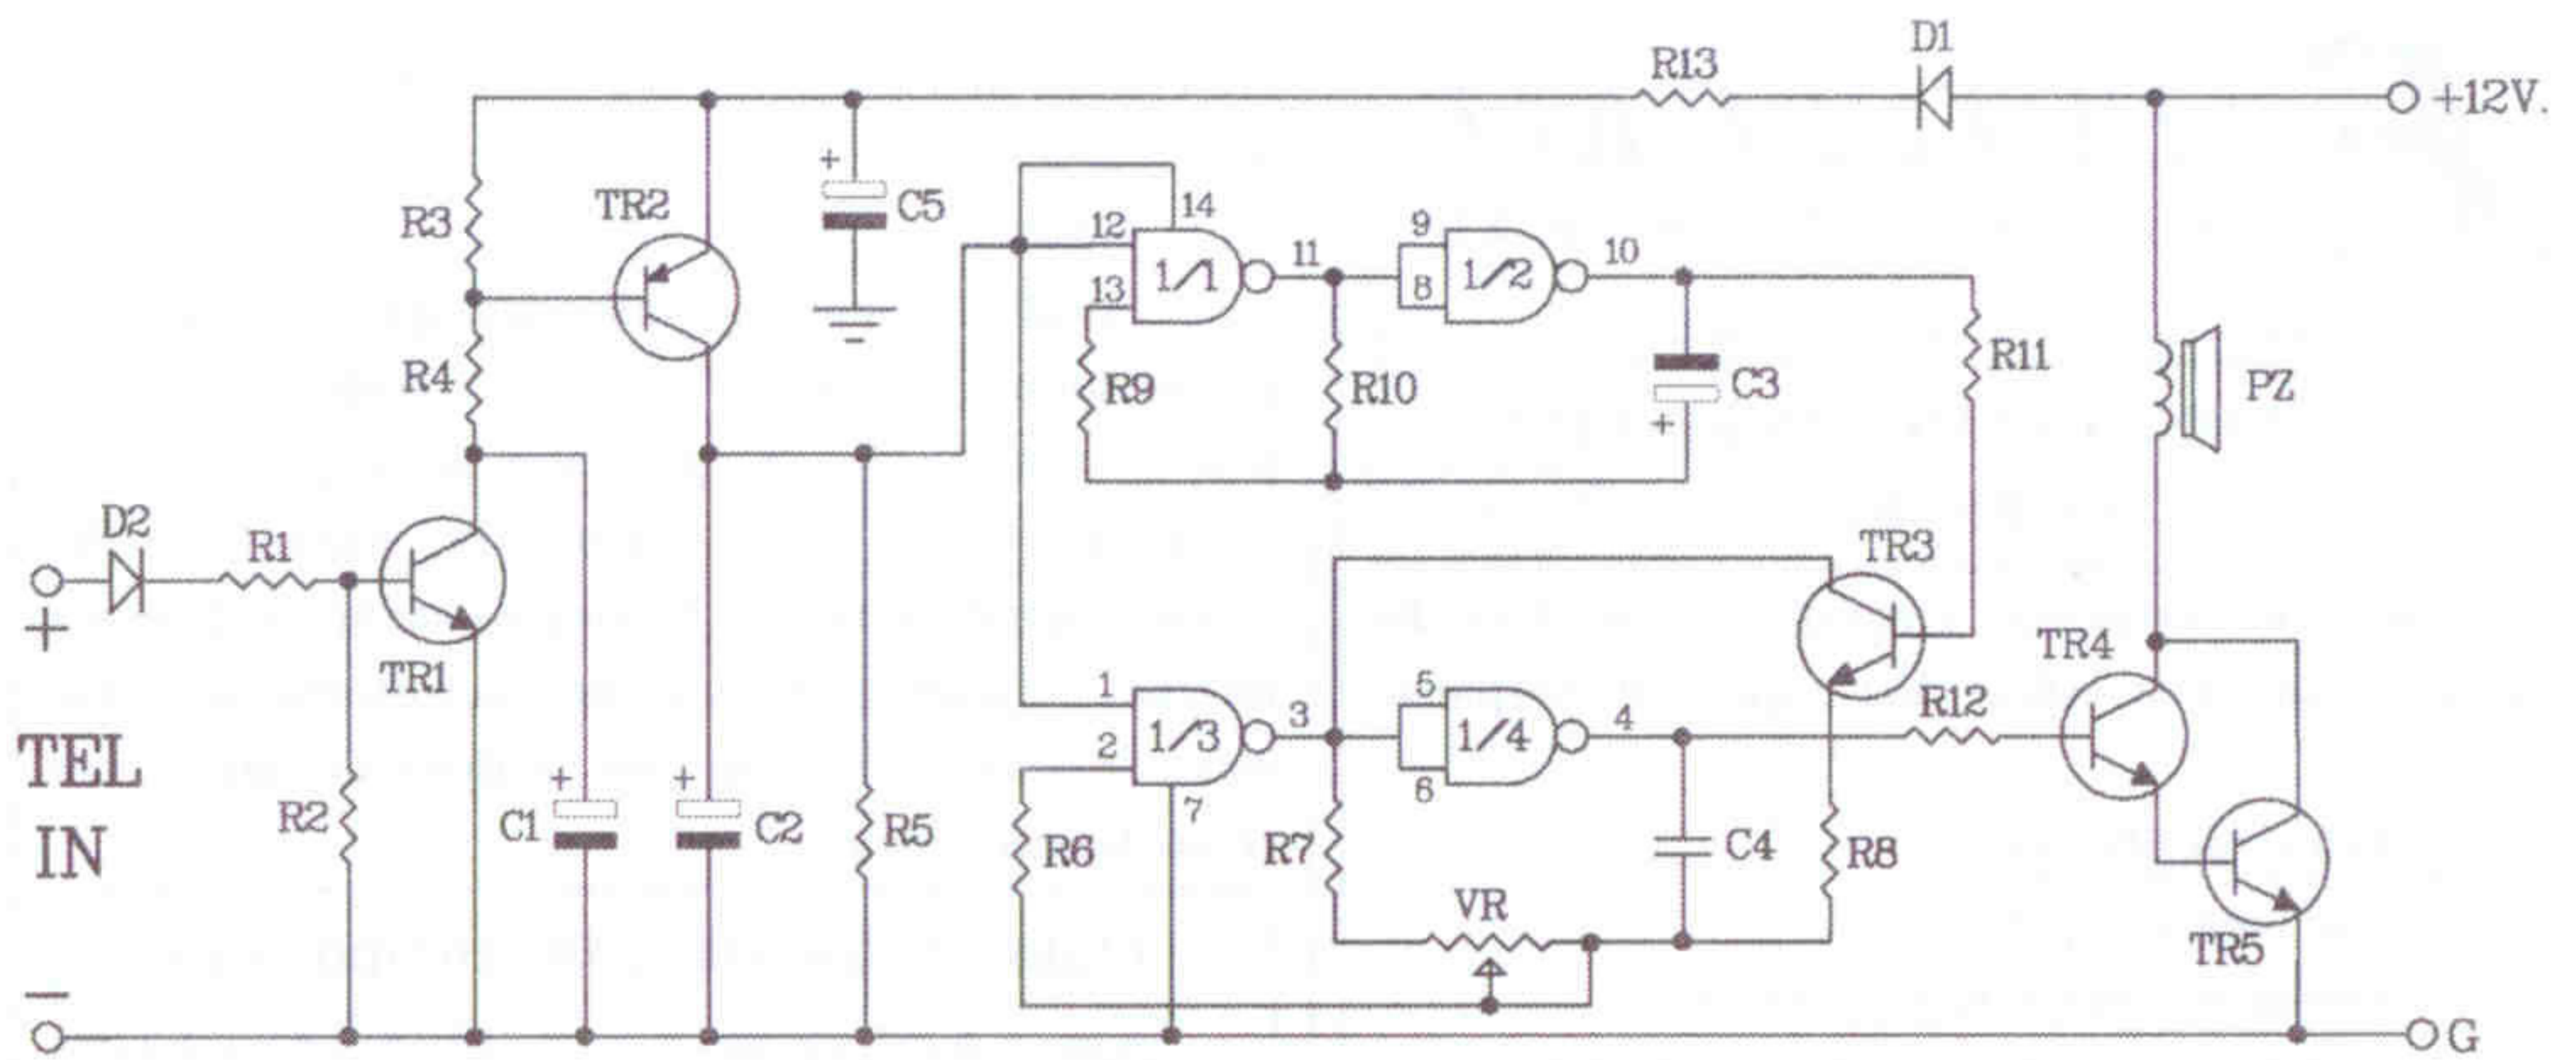 D1
R13
+12V.
+
C5
TR2
R3
14
12
1/1
11
13
9
8
1/2
10
R4
R9
R10
C3
+
R11
PZ
D2
R1
TR1
TR3
TR4
+
TEL
IN
R2
+
C1
+
C2
R5
1
2
1/3
3
7
5
6
1/4
4
R12
R6
R7
C4
R8
VR
TR5
−
G